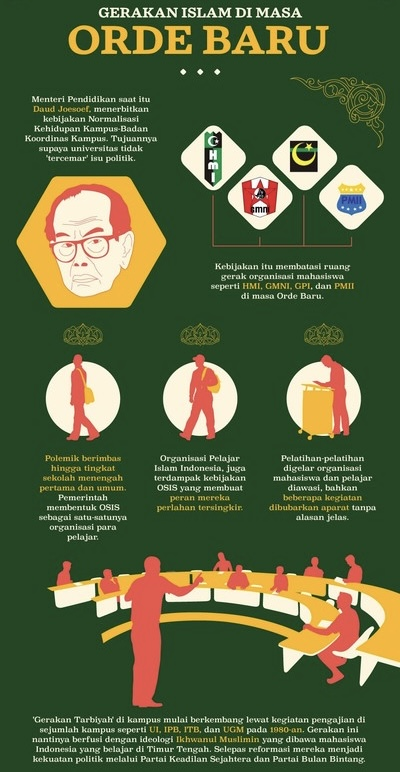 GERAKAN ISLAM DI MASA
ORDE BARU
Menteri Pendidikan saat itu
Daud Joesoef, menerbitkan
kebijakan Normalisasi
Kehidupan Kampus-Badan
Koordinas Kampus. Tujuannya
supaya universitas tidak
'tercemar' isu politik.
HMI
GMNI
PMII
Kebijakan itu membatasi ruang
gerak organisasi mahasiswa
seperti HMI, GMNI, GPI, dan PMII
di masa Orde Baru.
Polemik berimbas
hingga tingkat
sekolah menengah
pertama dan umum.
Pemerintah
membentuk OSIS
sebagai satu-satunya
organisasi para
pelajar.
Organisasi Pelajar
Islam Indonesia, juga
terdampak kebijakan
OSIS yang membuat
peran mereka
perlahan tersingkir.
Pelatihan-pelatihan
digelar organisasi
mahasiswa dan pelajar
diawasi, bahkan
beberapa kegiatan
dibubarkan aparat tanpa
alasan jelas.
'Gerakan Tarbiyah' di kampus mulai berkembang lewat kegiatan pengajian di
sejumlah kampus seperti UI, IPB, ITB, dan UGM pada 1980-an. Gerakan ini
nantinya berfusi dengan ideologi Ikhwanul Muslimin yang dibawa mahasiswa
Indonesia yang belajar di Timur Tengah. Selepas reformasi mereka menjadi
kekuatan politik melalui Partai Keadilan Sejahtera dan Partai Bulan Bintang.